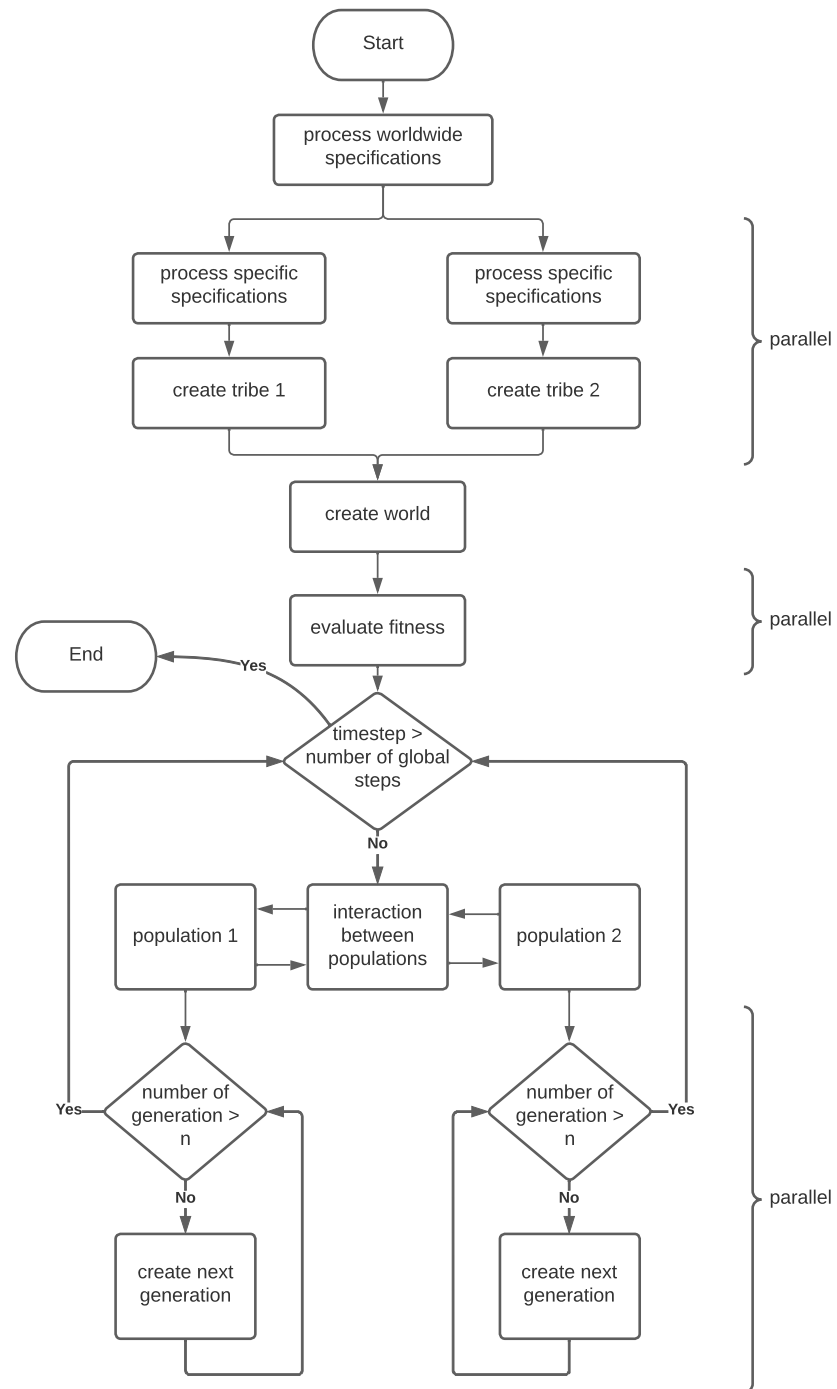 Start
process worldwide
specifications
process specific
specifications
process specific
specifications
parallel
create tribe 1
create tribe 2
create world
evaluate fitness
parallel
End
Yes
timestep >
number of global
steps
No
population 1
interaction
between
populations
population 2
number of
generation >
n
Yes
number of
generation >
n
Yes
No
No
parallel
create next
generation
create next
generation